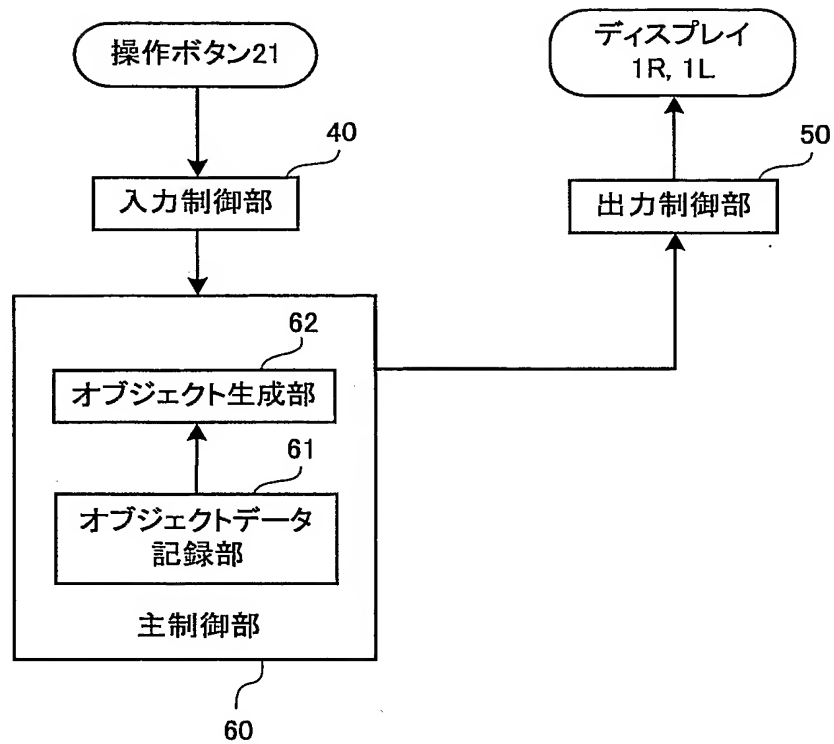 操作ボタン21
ディスプレイ
1R, 1L
40
50
入力制御部
出力制御部
62
オブジェクト生成部
61
オブジェクトデータ
記録部
主制御部
60